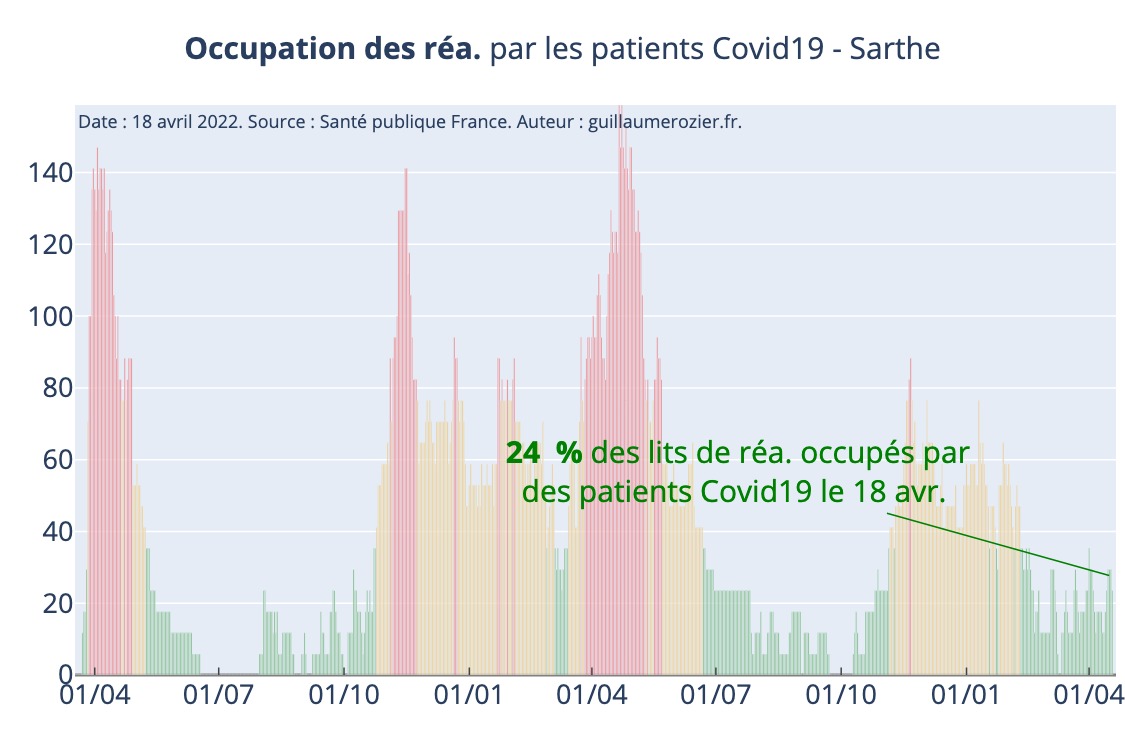 Occupation des réa. par les patients Covid19 - Sarthe
Date : 18 avril 2022. Source : Santé publique France. Auteur : guillaumerozier.fr.
140
120
100
80
60
40
20
0
24 % des lits de réa. occupés par
des patients Covid19 le 18 avr.
01/04 01/07 01/10 01/01 01/04 01/07 01/10 01/01 01/04